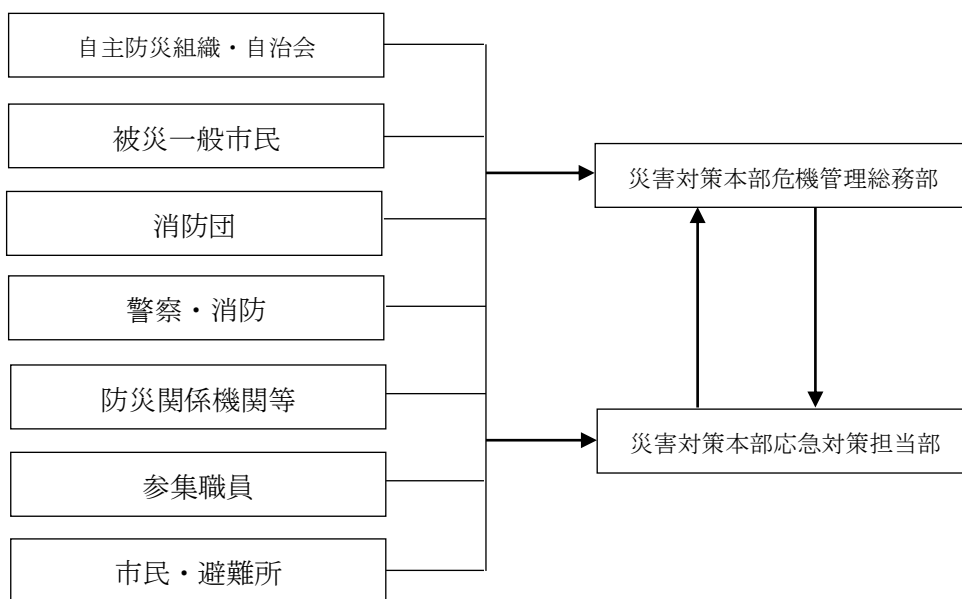 自主防災組織・自治会
被災一般市民
消防団
警察・消防
防災関係機関等
参集職員
市民・避難所
災害対策本部危機管理総務部
災害対策本部応急対策担当部